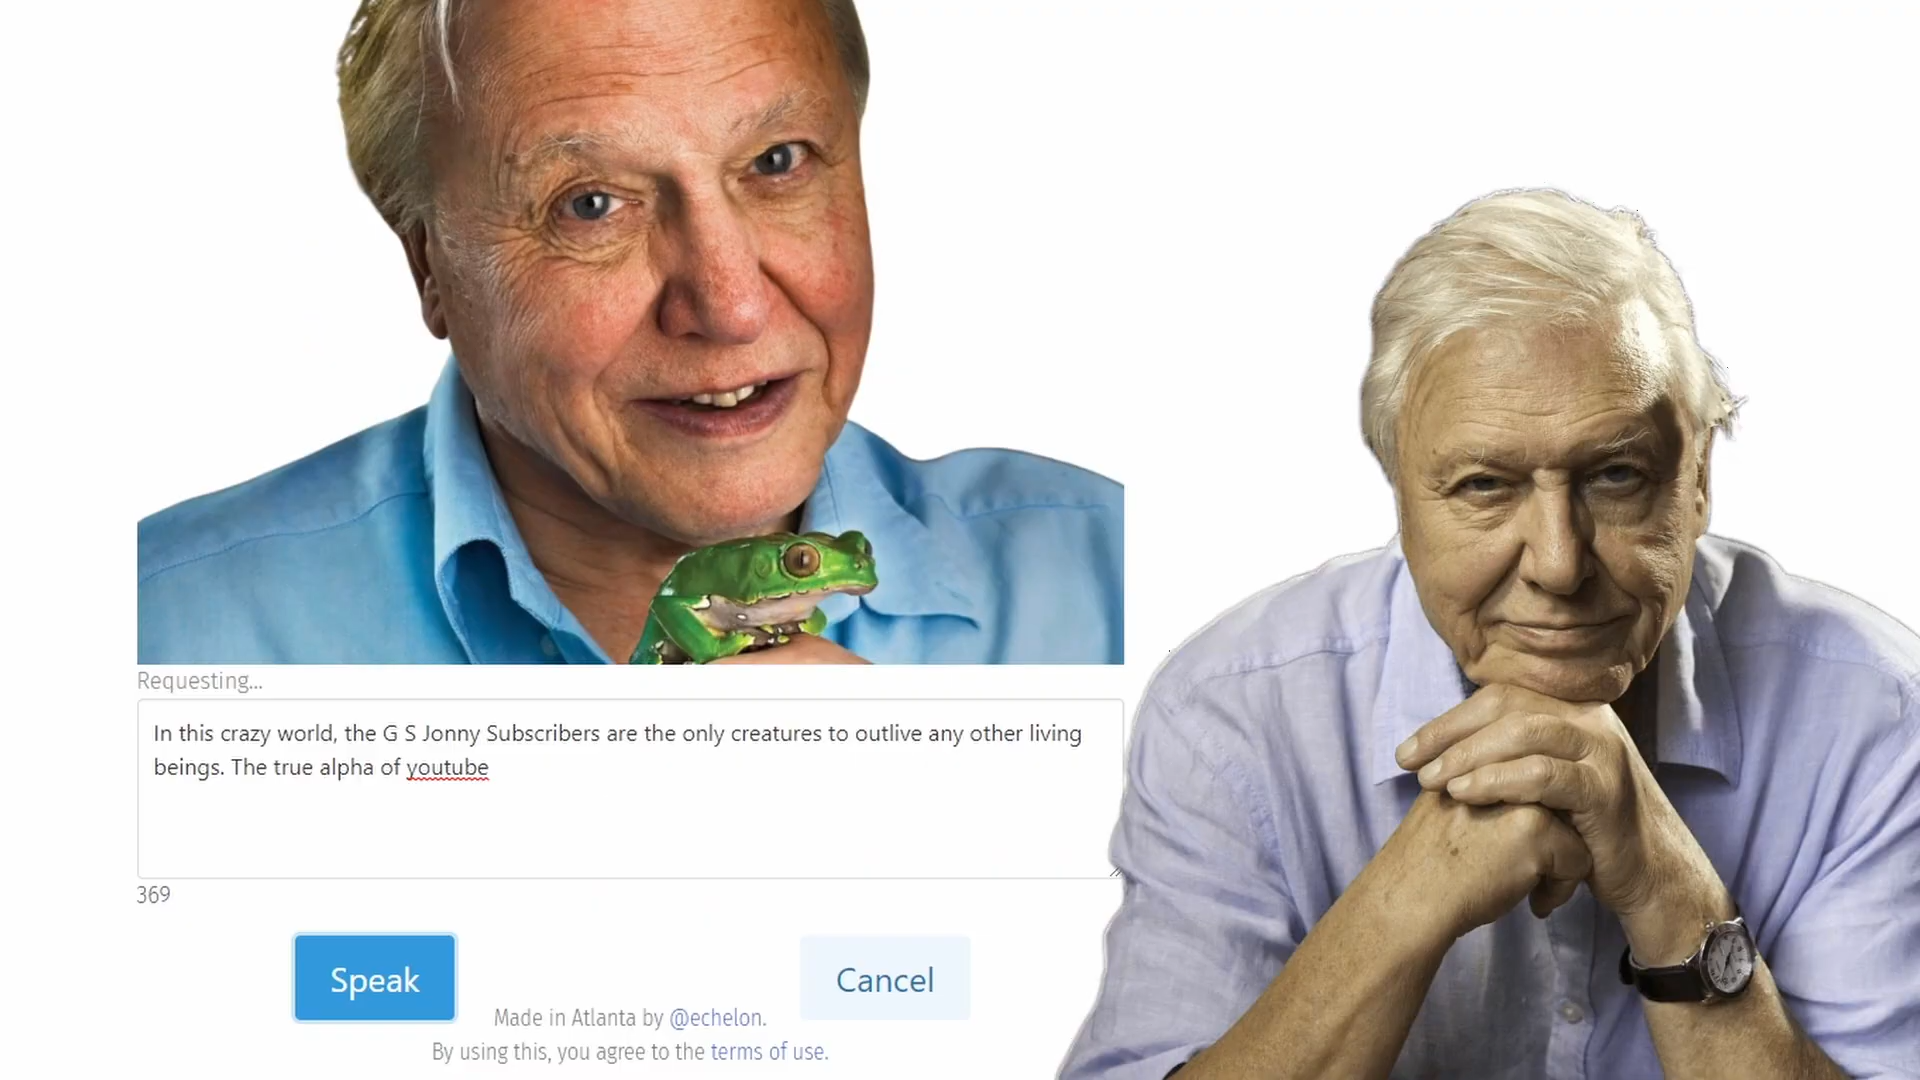 Requesting...
In this crazy world, the G S Jonny Subscribers are the only creatures to outlive any other living
beings. The true alpha of youtube
369
Speak
Cancel
Made in Atlanta by @echelon.
By using this, you agree to the terms of use.